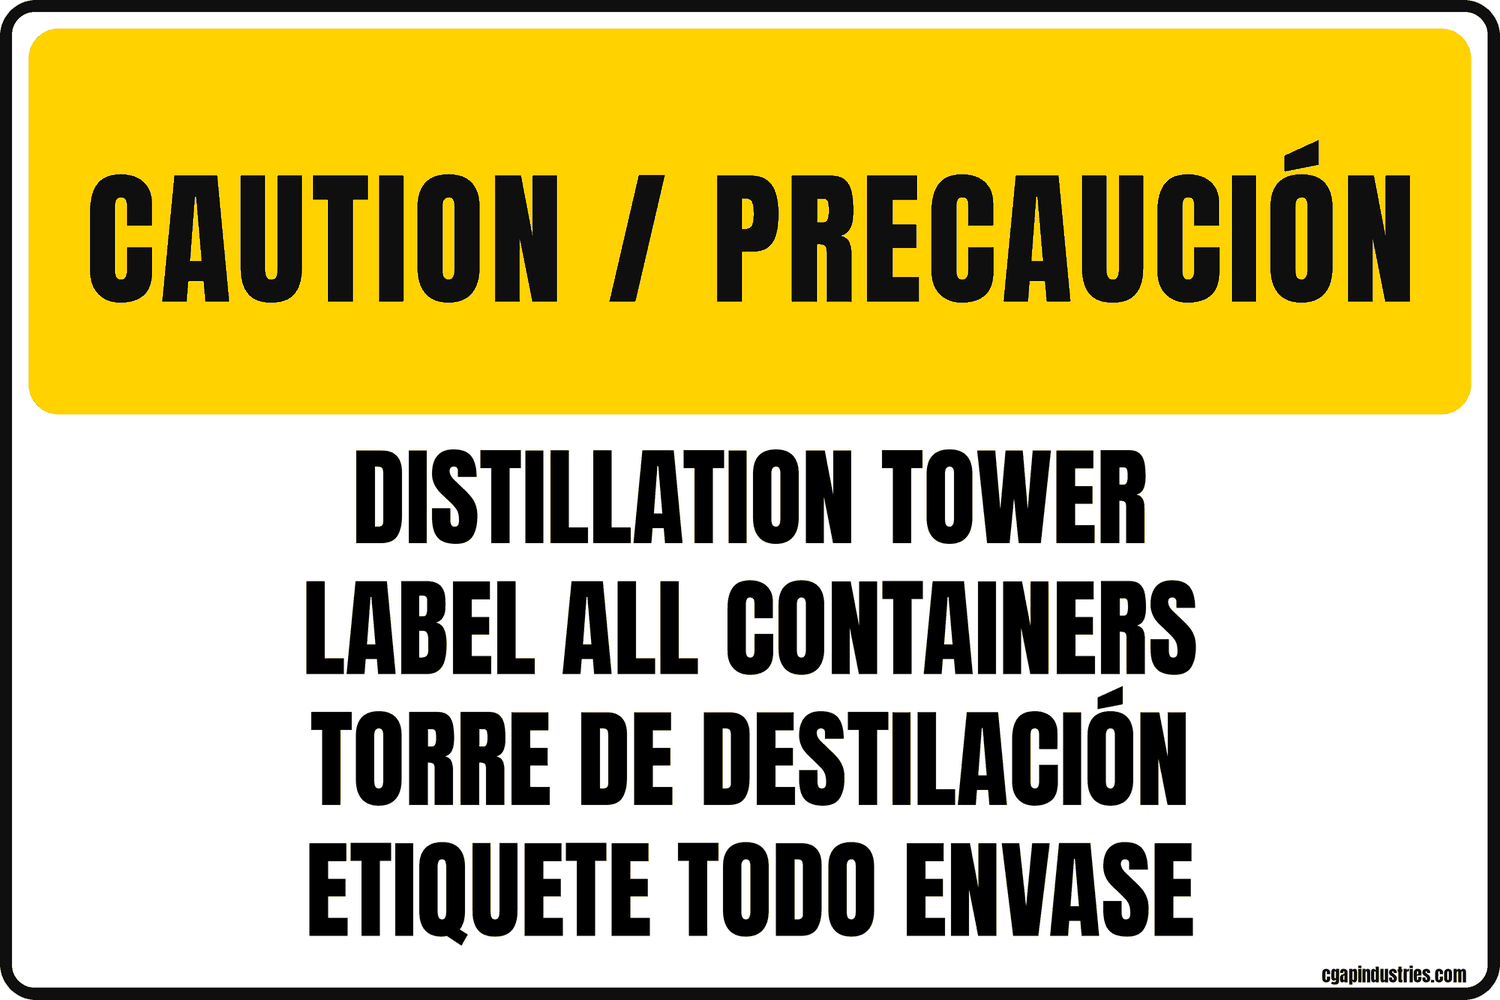 CAUTION / PRECAUCIÓN
DISTILLATION TOWER
LABEL ALL CONTAINERS
TORRE DE DESTILACIÓN
ETIQUETE TODO ENVASE
cgapindustries.com